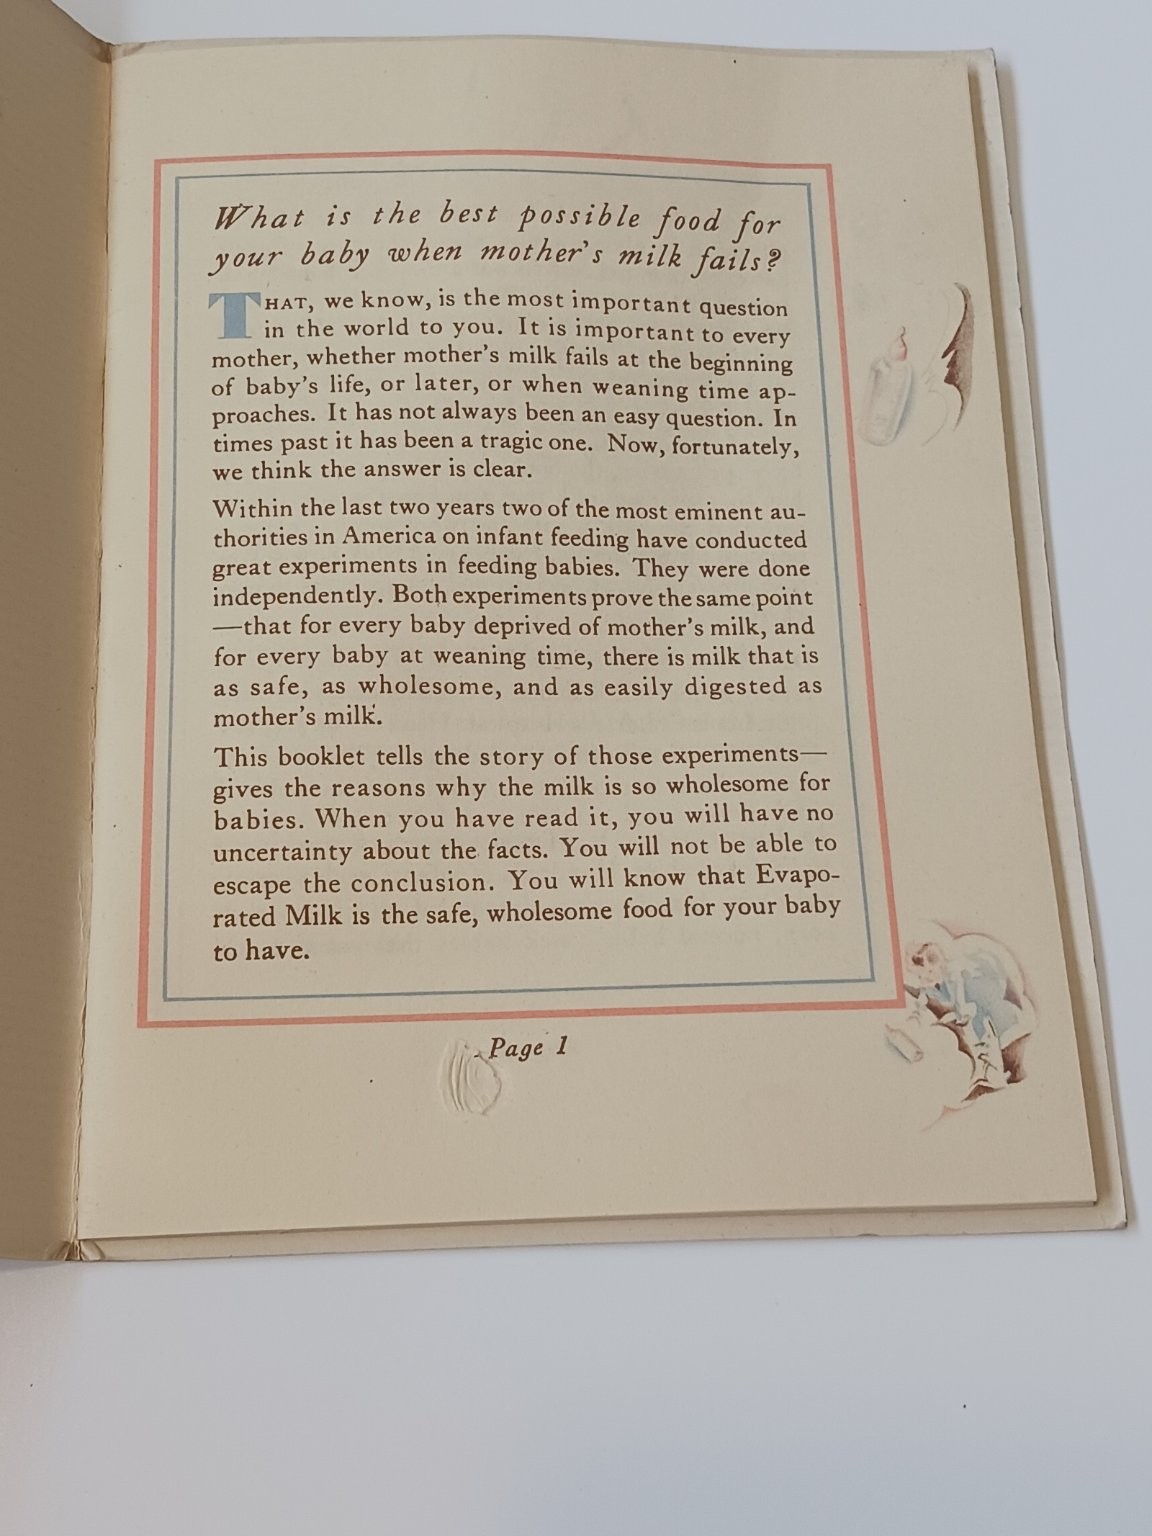 What is the best possible food for
your baby when mother's milk fails?
THAT, we know, is the most important question
in the world to you. It is important to every
mother, whether mother's milk fails at the beginning
of baby's life, or later, or when weaning time ap-
proaches. It has not always been an easy question. In
times past it has been a tragic one. Now, fortunately,
we think the answer is clear.
Within the last two years two of the most eminent au-
thorities in America on infant feeding have conducted
great experiments in feeding babies. They were done
independently. Both experiments prove the same point
—that for every baby deprived of mother's milk, and
for every baby at weaning time, there is milk that is
as safe, as wholesome, and as easily digested as
mother's milk.
This booklet tells the story of those experiments—
gives the reasons why the milk is so wholesome for
babies. When you have read it, you will have no
uncertainty about the facts. You will not be able to
escape the conclusion. You will know that Evapo-
rated Milk is the safe, wholesome food for your baby
to have.
Page 1